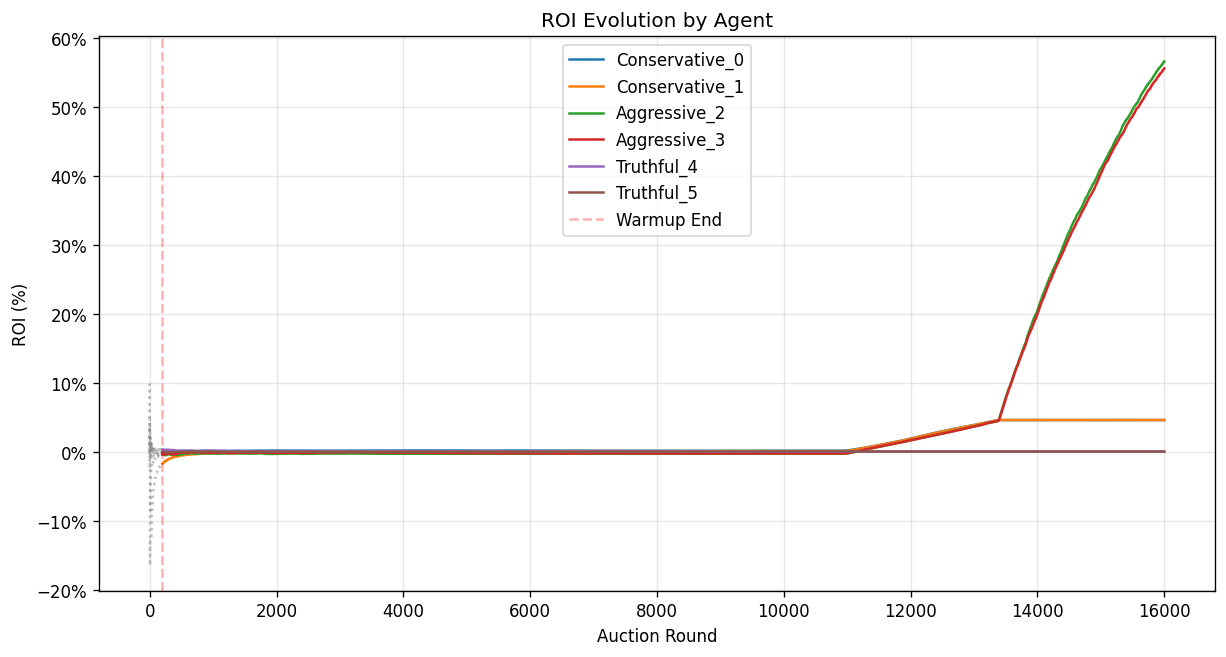 ROI Evolution by Agent
60%
50%
40%
30%
20%
10%
0%
−10%
−20%
ROI (%)
Conservative_0
Conservative_1
Aggressive_2
Aggressive_3
Truthful_4
Truthful_5
Warmup End
0 2000 4000 6000 8000 10000 12000 14000 16000
Auction Round